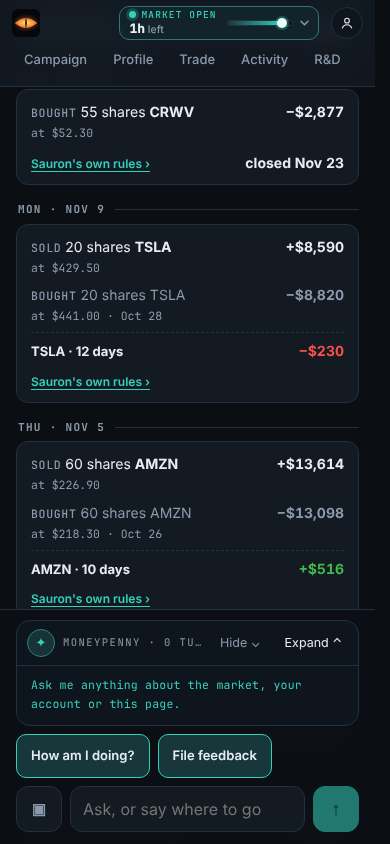 MARKET OPEN
1h left
Campaign Profile Trade Activity R&D
BOUGHT 55 shares CRWV −$2,877
at $52.30
Sauron's own rules › closed Nov 23
MON · NOV 9
SOLD 20 shares TSLA +$8,590
at $429.50
BOUGHT 20 shares TSLA −$8,820
at $441.00 · Oct 28
TSLA · 12 days −$230
Sauron's own rules ›
THU · NOV 5
SOLD 60 shares AMZN +$13,614
at $226.90
BOUGHT 60 shares AMZN −$13,098
at $218.30 · Oct 26
AMZN · 10 days +$516
Sauron's own rules ›
MONEYPENNY · 0 TU… Hide Expand
Ask me anything about the market, your
account or this page.
How am I doing? File feedback
Ask, or say where to go